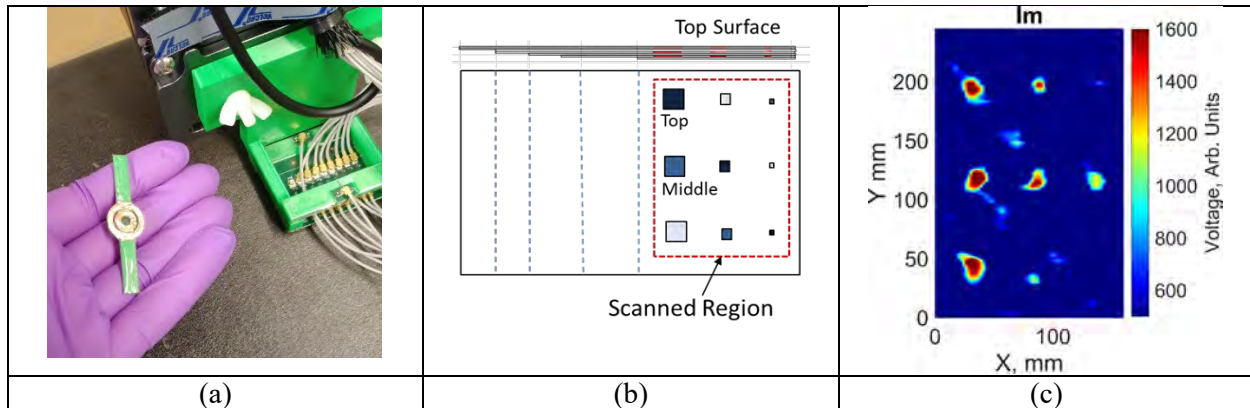 Top Surface
Top
Middle
Scanned Region
Im
Y mm
200
150
100
50
0
0
100
X, mm
1600
1400
1200
1000
800
600
Voltage, Arb. Units
(a)
(b)
(c)